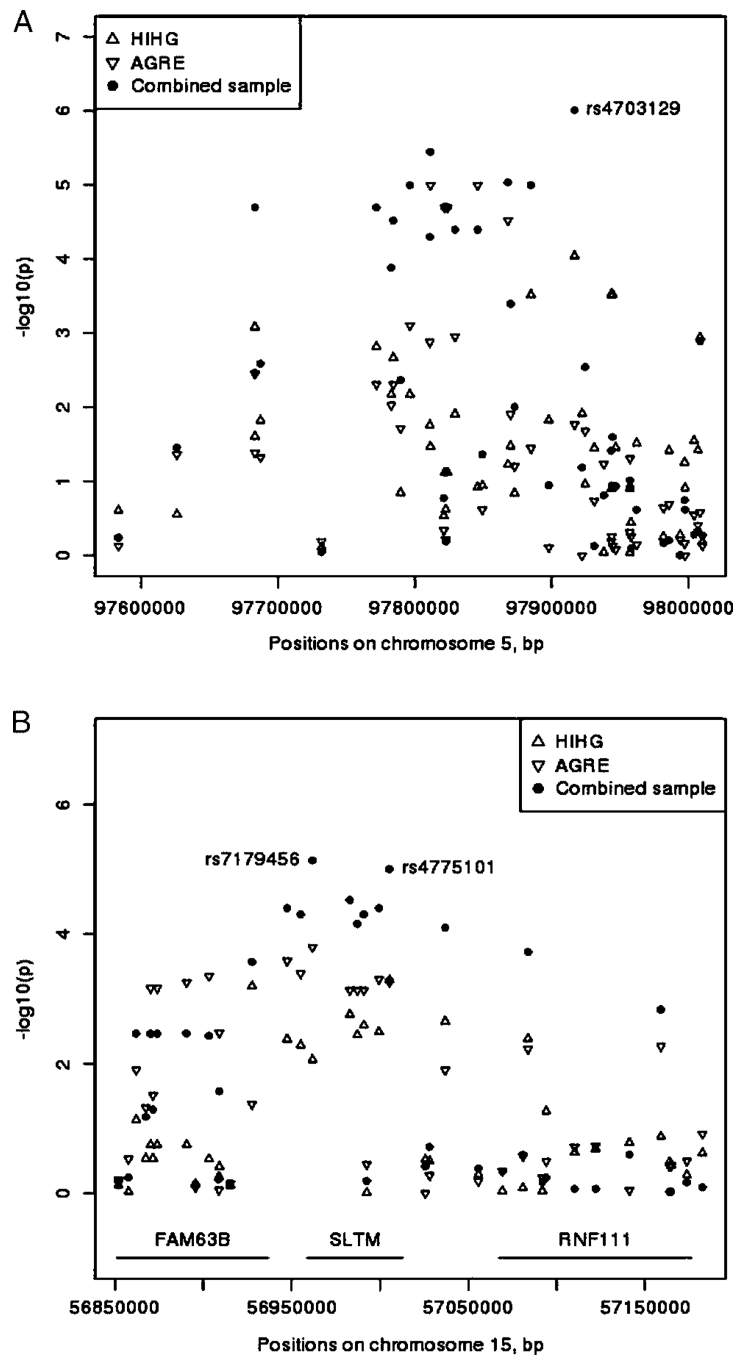 A
HIHG
AGRE
Combined sample
rs4703129
7
6
5
4
3
2
1
0
-log10(p)
97600000 97700000 97800000 97900000 98000000
Positions on chromosome 5, bp
B
HIHG
AGRE
Combined sample
rs7179456
rs4775101
6
4
2
0
-log10(p)
FAM63B SLTM RNF111
56850000 56950000 57050000 57150000
Positions on chromosome 15, bp